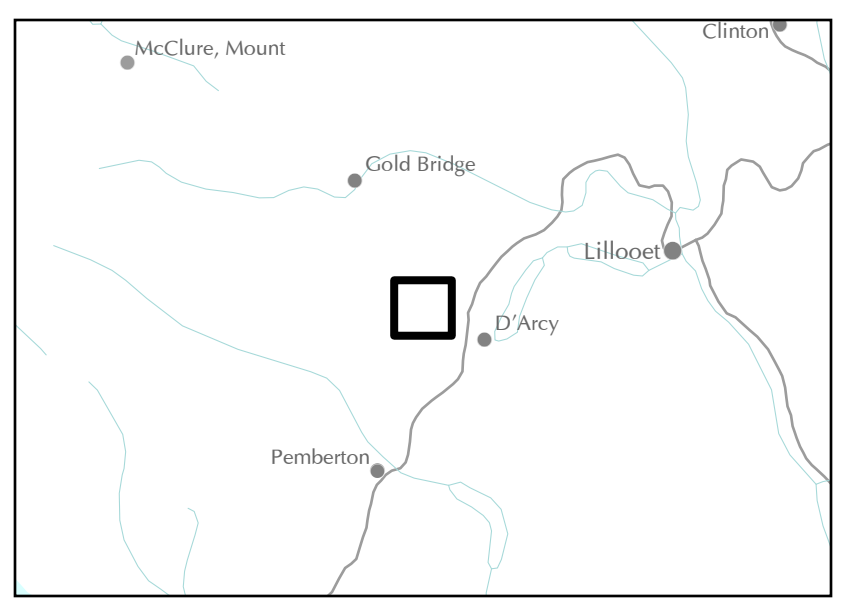 Clinton
McClure, Mount
Gold Bridge
Lillooet
D'Arcy
Pemberton